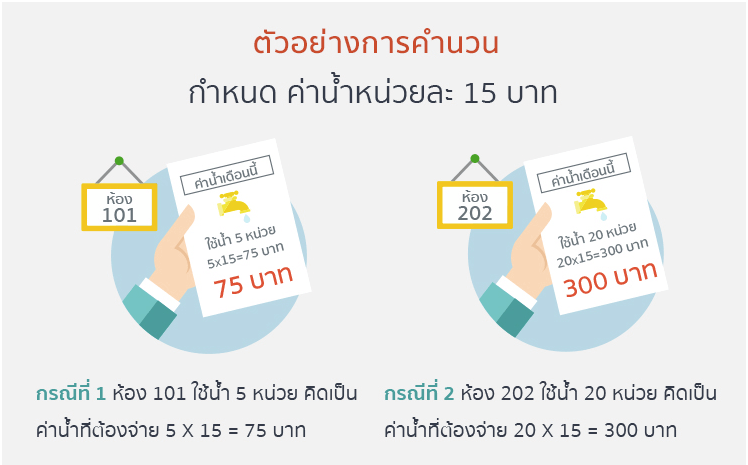 ตัวอย่างการคำนวน
กำหนด ค่าน้ำหน่วยละ 15 บาท
ห้อง
101
ค่าน้ำเดือนนี้
ใช้น้ำ 5 หน่วย
5x15=75 บาท
75 บาท
ห้อง
202
ค่าน้ำเดือนนี้
ใช้น้ำ 20 หน่วย
20x15=300 บาท
300 บาท
กรณีที่ 1 ห้อง 101 ใช้น้ำ 5 หน่วย คิดเป็น
ค่าน้ำที่ต้องจ่าย 5 X 15 = 75 บาท
กรณีที่ 2 ห้อง 202 ใช้น้ำ 20 หน่วย คิดเป็น
ค่าน้ำที่ต้องจ่าย 20 X 15 = 300 บาท